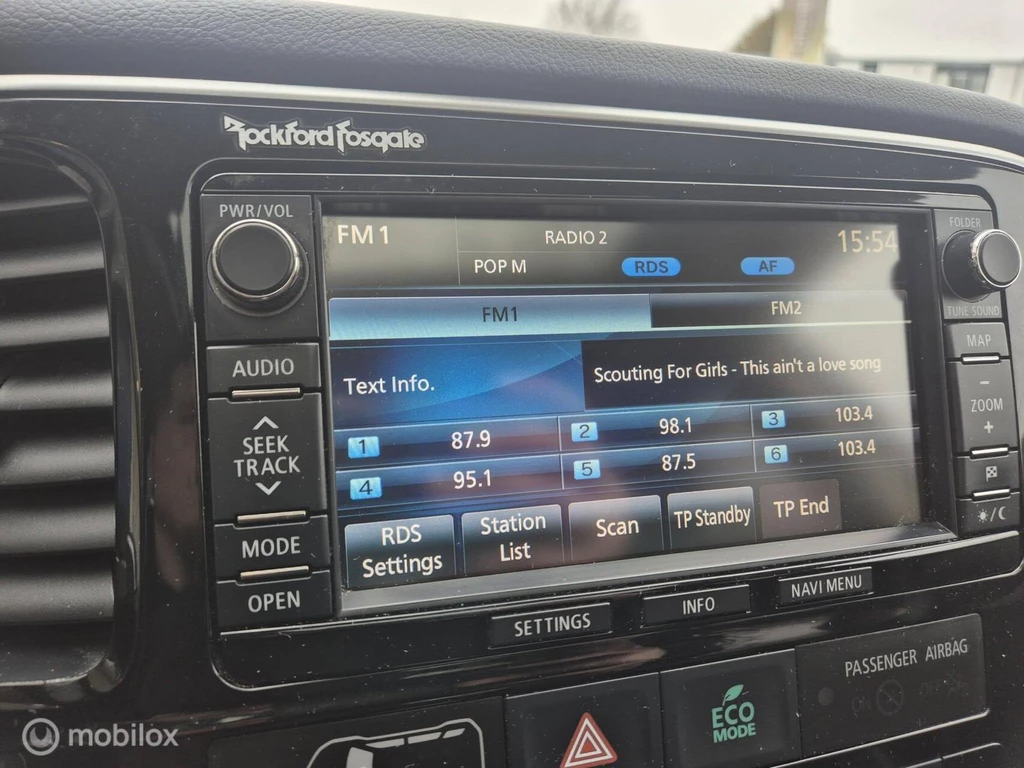 Rockford Fosgate
PWR/VOL
FOLDER
TUNE SOUND
FM1
RADIO 2
15:54
POP M
RDS
AF
FM1
FM2
AUDIO
MAP
Text Info.
Scouting For Girls - This ain't a love song
SEEK
TRACK
−
ZOOM
+
1 87.9
2 98.1
3 103.4
4 95.1
5 87.5
6 103.4
MODE
RDS
Settings
Station
List
Scan
TP Standby
TP End
OPEN
SETTINGS
INFO
NAVI MENU
PASSENGER AIRBAG
ON
OFF
ECO
MODE
mobilox